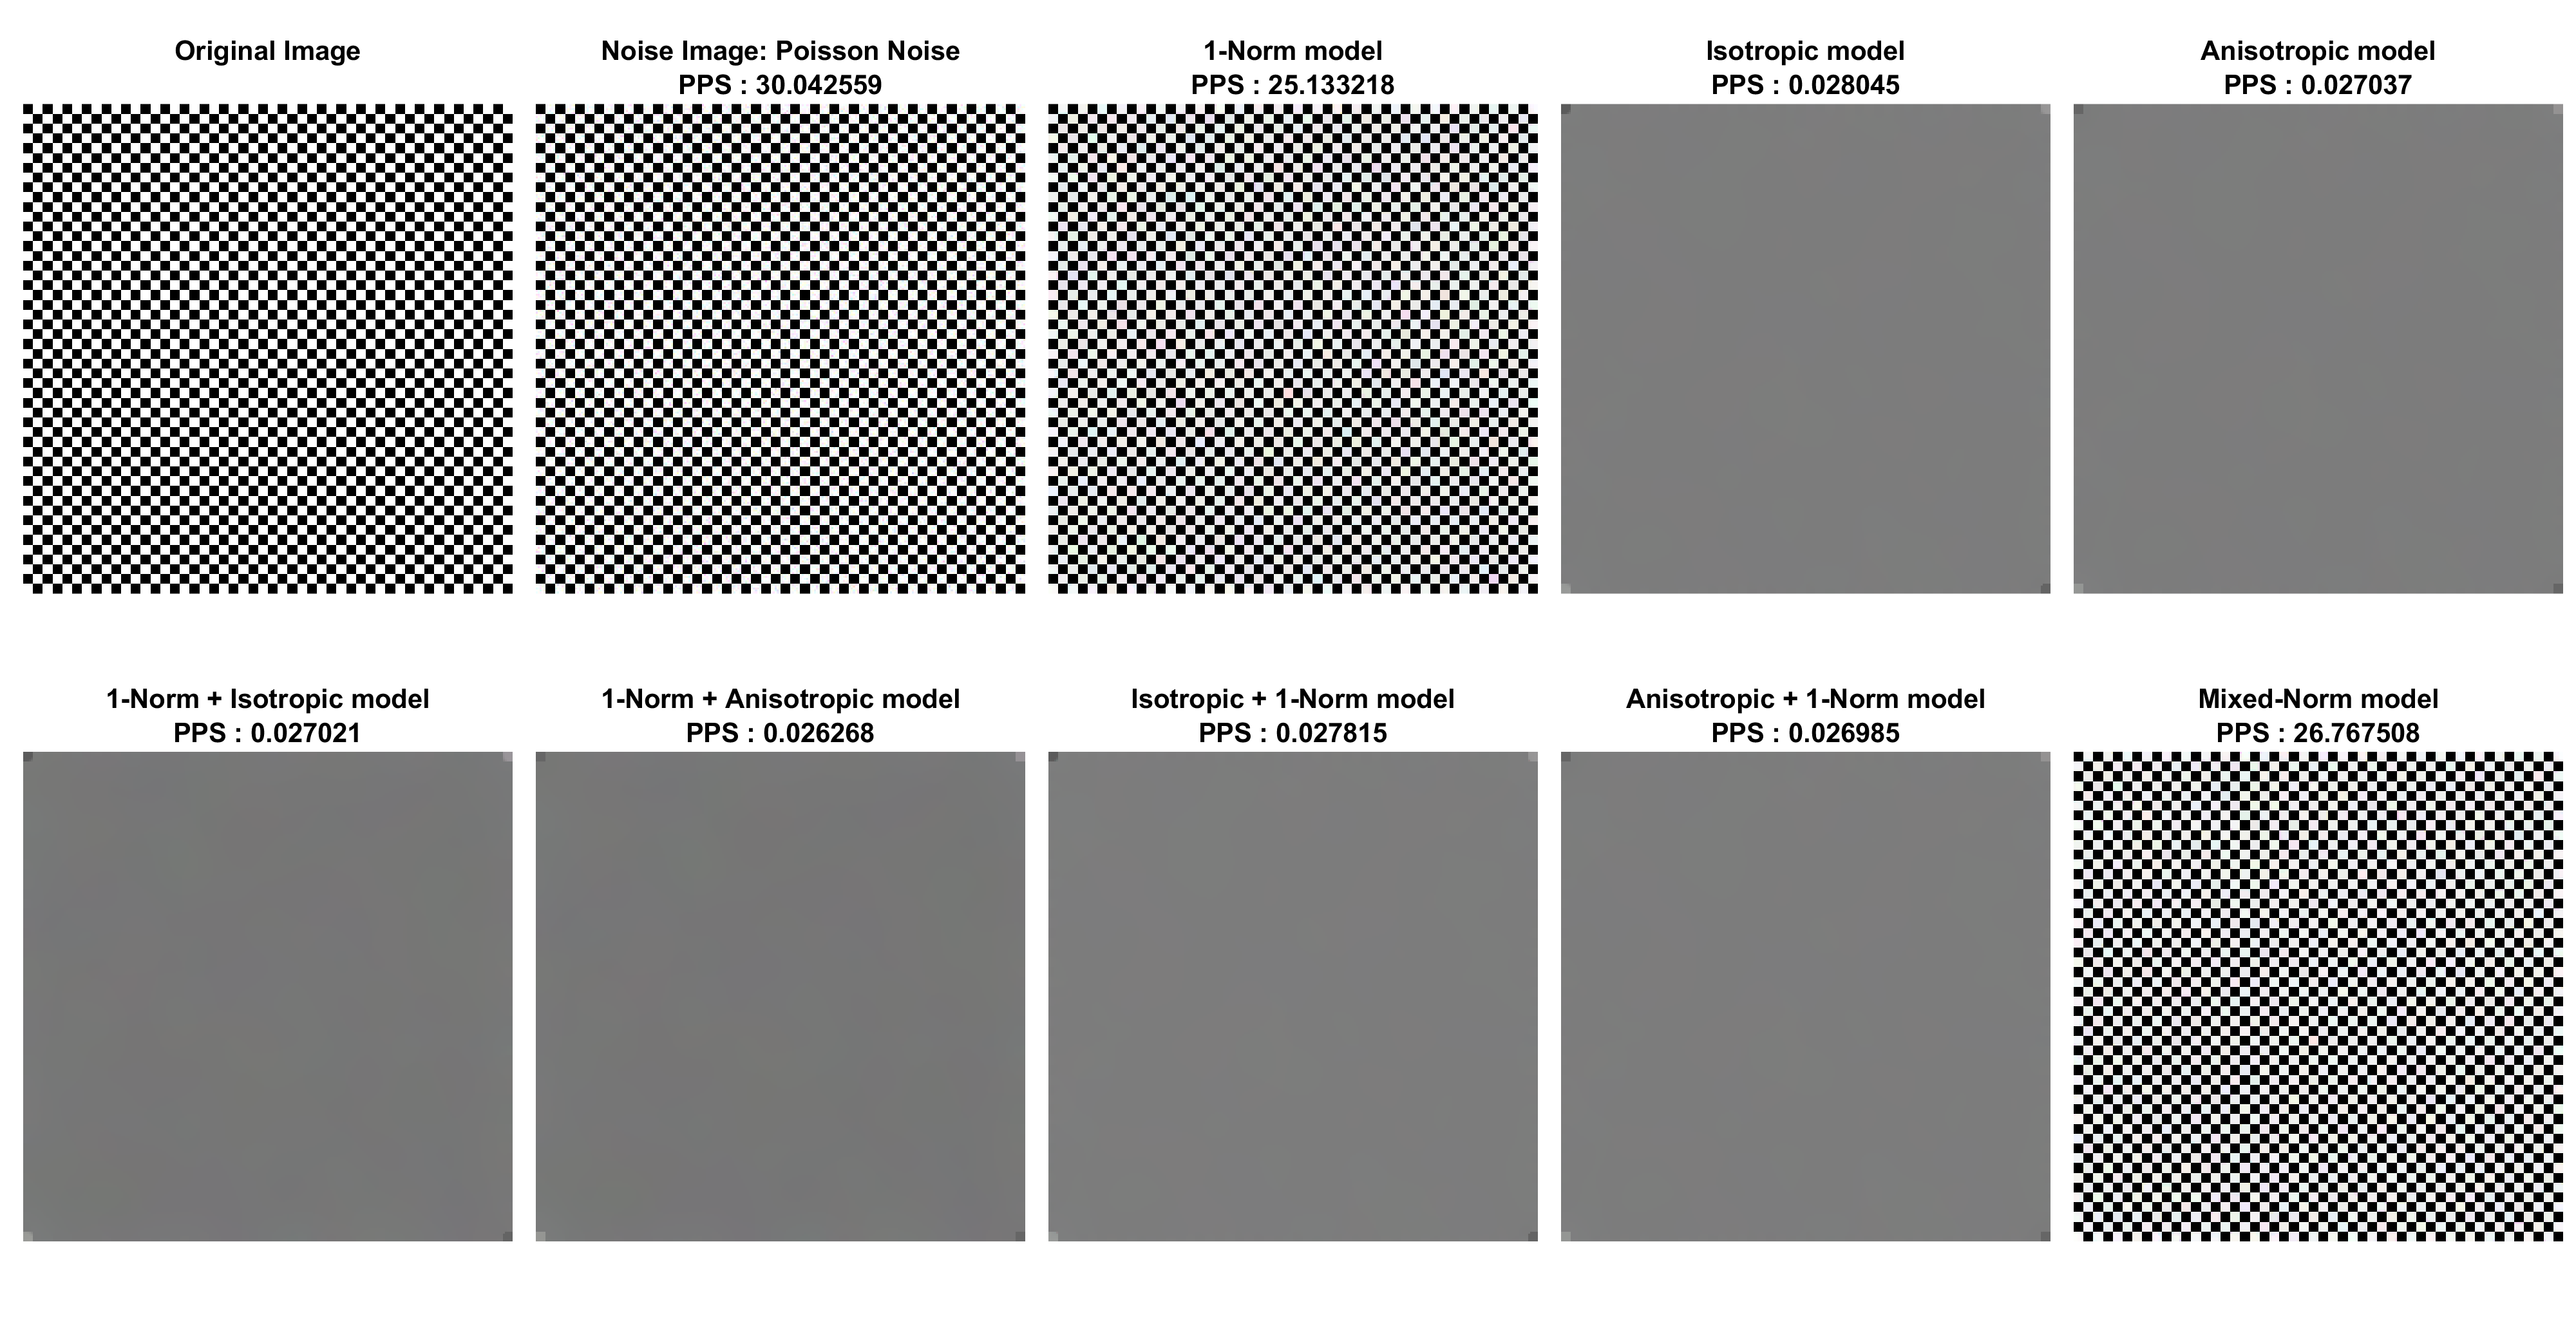 Original Image
Noise Image: Poisson Noise
PPS : 30.042559
1-Norm model
PPS : 25.133218
Isotropic model
PPS : 0.028045
Anisotropic model
PPS : 0.027037
1-Norm + Isotropic model
PPS : 0.027021
1-Norm + Anisotropic model
PPS : 0.026268
Isotropic + 1-Norm model
PPS : 0.027815
Anisotropic + 1-Norm model
PPS : 0.026985
Mixed-Norm model
PPS : 26.767508